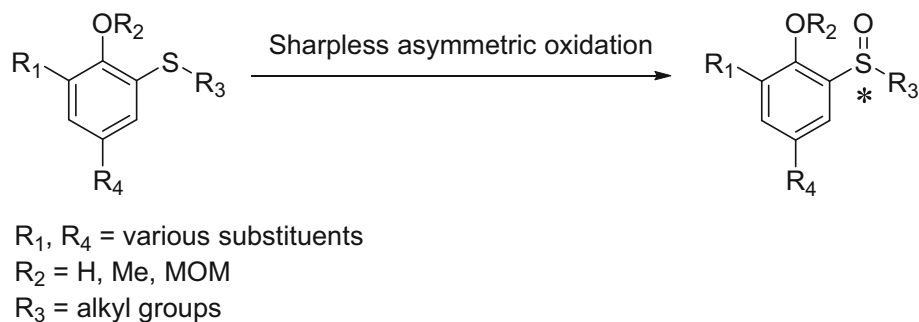 OR₂
R₁
S
R₃
R₄
Sharpless asymmetric oxidation
O
OR₂
R₁
S
R₃
*
R₄
R₁, R₄ = various substituents
R₂ = H, Me, MOM
R₃ = alkyl groups